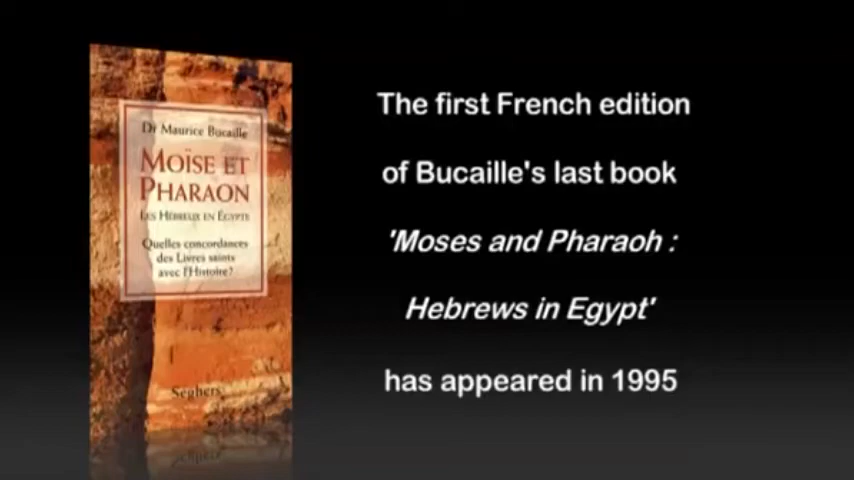 Dr Maurice Bucaille
MOÏSE ET
PHARAON
LES HÉBREUX EN ÉGYPTE
Quelles concordances
des Livres saints
avec l'Histoire?
Seghers
The first French edition
of Bucaille's last book
'Moses and Pharaoh :
Hebrews in Egypt'
has appeared in 1995